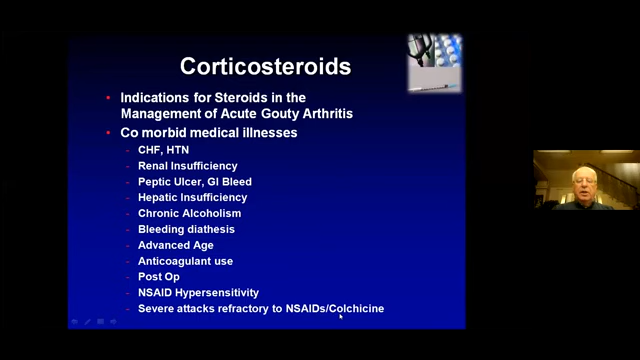 Corticosteroids
Indications for Steroids in the
Management of Acute Gouty Arthritis
Co morbid medical illnesses
CHF, HTN
Renal Insufficiency
Peptic Ulcer, GI Bleed
Hepatic Insufficiency
Chronic Alcoholism
Bleeding diathesis
Advanced Age
Anticoagulant use
Post Op
NSAID Hypersensitivity
Severe attacks refractory to NSAIDs/Colchicine